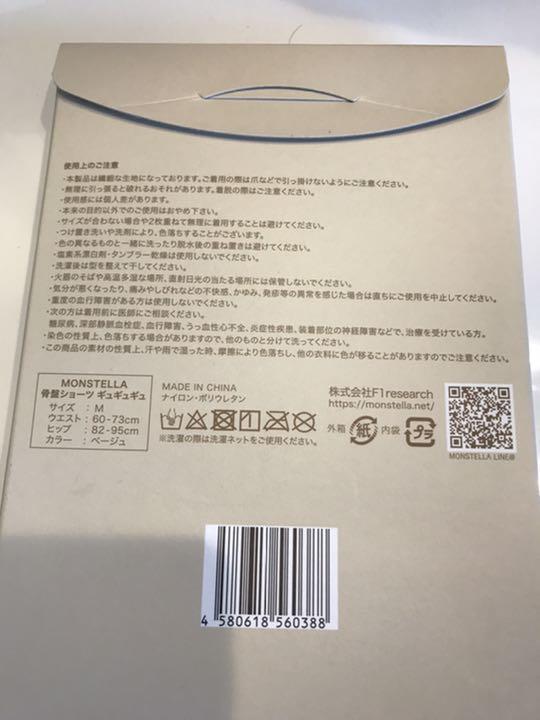 使用上のご注意
・本製品は繊細な生地になっております。ご着用の際は爪などで引っ掛けないようにご注意ください。
・無理に引っ張ると破れるおそれがあります。着脱の際はご注意ください。
・使用感には個人差があります。
・本来の目的以外でのご使用はおやめ下さい。
・サイズが合わない場合や2枚重ねて無理に着用することは避けてください。
・つけ置き洗いや洗剤により、色落ちすることがございます。
・色の異なるものと一緒に洗ったり脱水後の重ね置きは避けてください。
・塩素系漂白剤・タンブラー乾燥は使用しないでください。
・洗濯後は型を整えて干してください。
・火器のそばや高温多湿な場所、直射日光の当たる場所には保管しないでください。
・気分が悪くなったり、痛みやしびれなどの不快感、かゆみ、発疹等の異常を感じた場合は直ちにご使用を中止してください。
・重度の血行障害がある方は使用しないでください。
・次の方は着用前に医師にご相談ください。
糖尿病、深部静脈血栓症、血行障害、うっ血性心不全、炎症性疾患、装着部位の神経障害などで、治療を受けている方。
・染色の性質上、色落ちする場合がありますので、他のものと分けて洗ってください。
・この商品の素材の性質上、汗や雨で湿った時、摩擦により色落ちし、他の衣料に色が移ることがありますのでご注意ください。
MONSTELLA
骨盤ショーツ ギュギュギュ
サイズ : M
ウエスト : 60-73cm
ヒップ : 82-95cm
カラー : ベージュ
MADE IN CHINA
ナイロン・ポリウレタン
※洗濯の際は洗濯ネットをご使用ください。
株式会社F1research
https://monstella.net/
外箱 紙 内袋 プラ
MONSTELLA LINE@
4 580618 560388